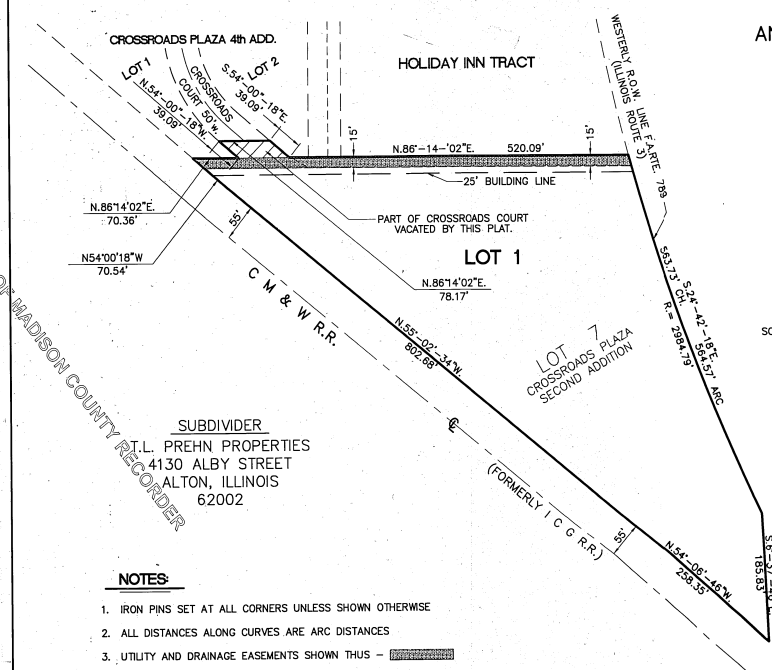 CROSSROADS PLAZA 4th ADD.
LOT 1
LOT 2
CROSSROADS
COURT 50'w.
N.54°-00'-18"W.
39.09'
S.54°-00'-18"E.
39.09'
HOLIDAY INN TRACT
WESTERLY R.O.W. LINE F.A.RTE. 789
(ILLINOIS ROUTE 3)
AN
15'
15'
N.86°-14-'02"E. 520.09'
25' BUILDING LINE
N.86°14'02"E.
70.36'
PART OF CROSSROADS COURT
VACATED BY THIS PLAT.
N54°00'18"W
70.54'
55'
LOT 1
N.86°14'02"E.
78.17'
C M & W R.R.
N.55°-02'-34"W.
802.68'
S.24°-42'-18"E.
564.57' ARC
563.73' CH.
R.= 2984.79'
LOT 7
CROSSROADS PLAZA
SECOND ADDITION
OF MADISON COUNTY RECORDER
SUBDIVIDER
T.L. PREHN PROPERTIES
4130 ALBY STREET
ALTON, ILLINOIS
62002
(FORMERLY I C G R.R.)
55'
N.54°-06'-46"W.
258.35'
185.83'
NOTES:
1. IRON PINS SET AT ALL CORNERS UNLESS SHOWN OTHERWISE
2. ALL DISTANCES ALONG CURVES ARE ARC DISTANCES
3. UTILITY AND DRAINAGE EASEMENTS SHOWN THUS -